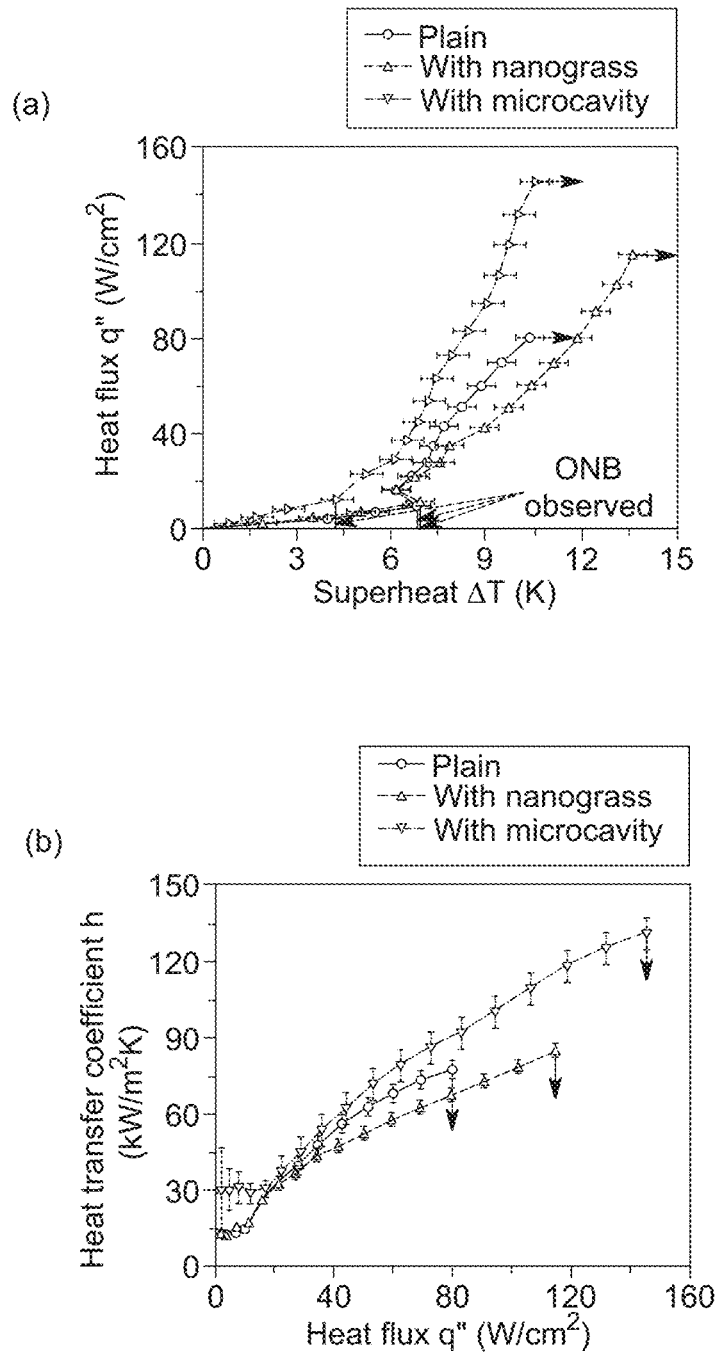 (a)
Plain
With nanograss
With microcavity
Heat flux q" (W/cm²)
160
120
80
40
0
ONB
observed
0 3 6 9 12 15
Superheat ΔT (K)
(b)
Plain
With nanograss
With microcavity
Heat transfer coefficient h
(kW/m²K)
150
120
90
60
30
0
0 40 80 120 160
Heat flux q" (W/cm²)